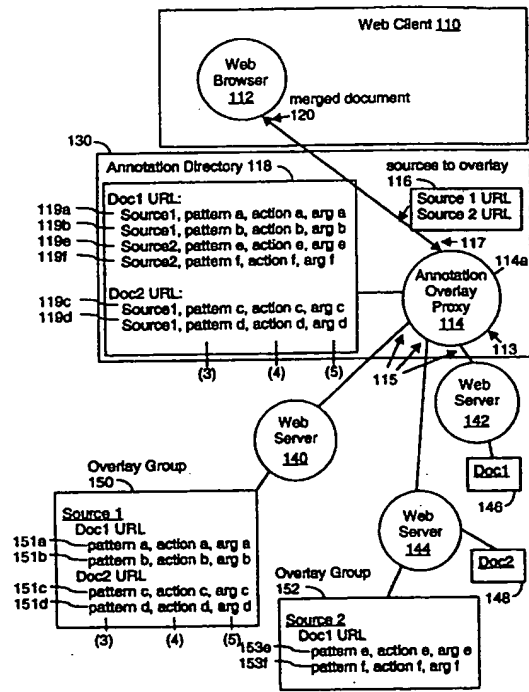 Web Client 110
Web
Browser
112
merged document
120
130
Annotation Directory 118
sources to overlay
116
Source 1 URL
Source 2 URL
117
Doc1 URL:
119a Source1, pattern a, action a, arg a
119b Source1, pattern b, action b, arg b
119e Source2, pattern e, action e, arg e
119f Source2, pattern f, action f, arg f
Doc2 URL:
119c Source1, pattern c, action c, arg c
119d Source1, pattern d, action d, arg d
(3) (4) (5)
114a
Annotation
Overlay
Proxy
114
113
115
Web
Server
142
Doc1
146
Web
Server
140
Overlay Group
150
Source 1
Doc1 URL
151a pattern a, action a, arg a
151b pattern b, action b, arg b
Doc2 URL
151c pattern c, action c, arg c
151d pattern d, action d, arg d
(3) (4) (5)
Web
Server
144
Doc2
148
Overlay Group
152
Source 2
Doc1 URL
153e pattern e, action e, arg e
153f pattern f, action f, arg f